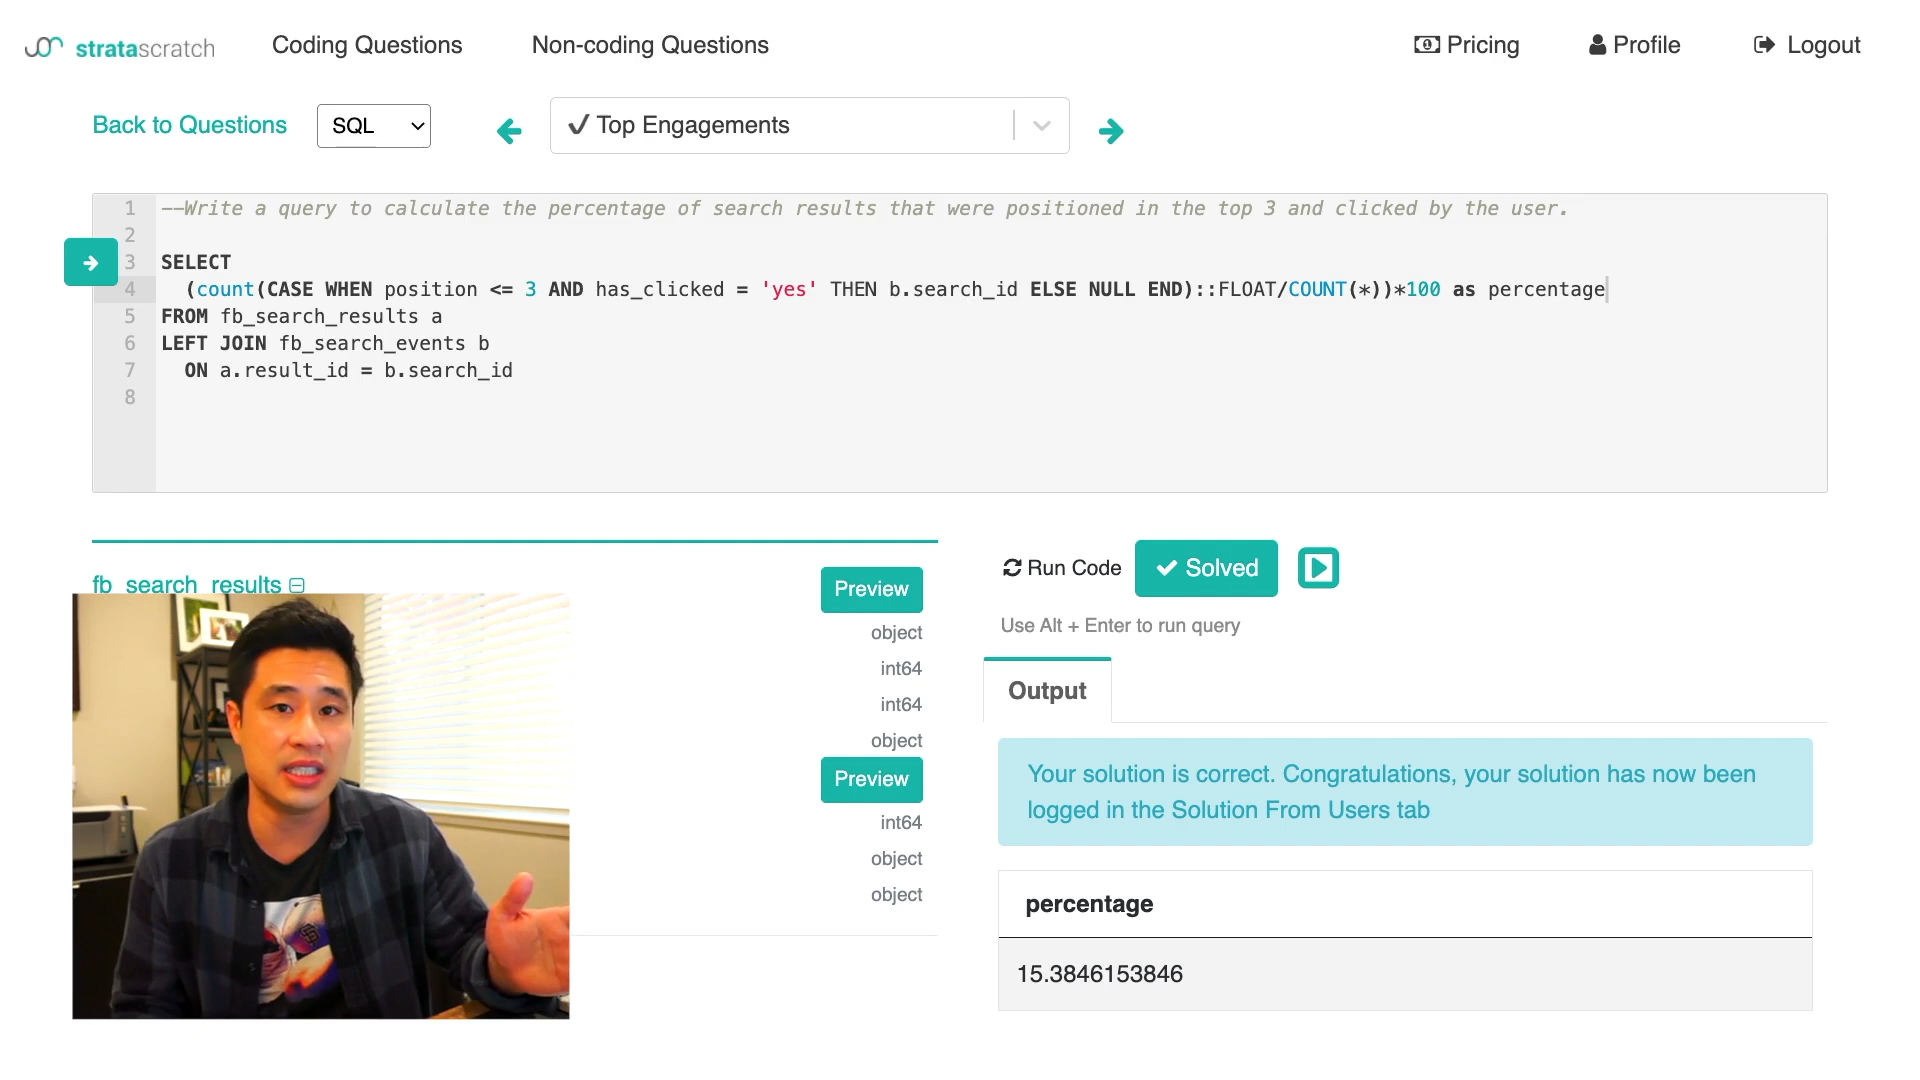 stratascratch Coding Questions Non-coding Questions Pricing Profile Logout
Back to Questions SQL ✓ Top Engagements
1 --Write a query to calculate the percentage of search results that were positioned in the top 3 and clicked by the user.
2
3 SELECT
4 (count(CASE WHEN position <= 3 AND has_clicked = 'yes' THEN b.search_id ELSE NULL END)::FLOAT/COUNT(*))*100 as percentage
5 FROM fb_search_results a
6 LEFT JOIN fb_search_events b
7 ON a.result_id = b.search_id
8
fb_search_results
Preview
object
int64
int64
object
Preview
int64
object
object
Run Code Solved
Use Alt + Enter to run query
Output
Your solution is correct. Congratulations, your solution has now been
logged in the Solution From Users tab
percentage
15.3846153846